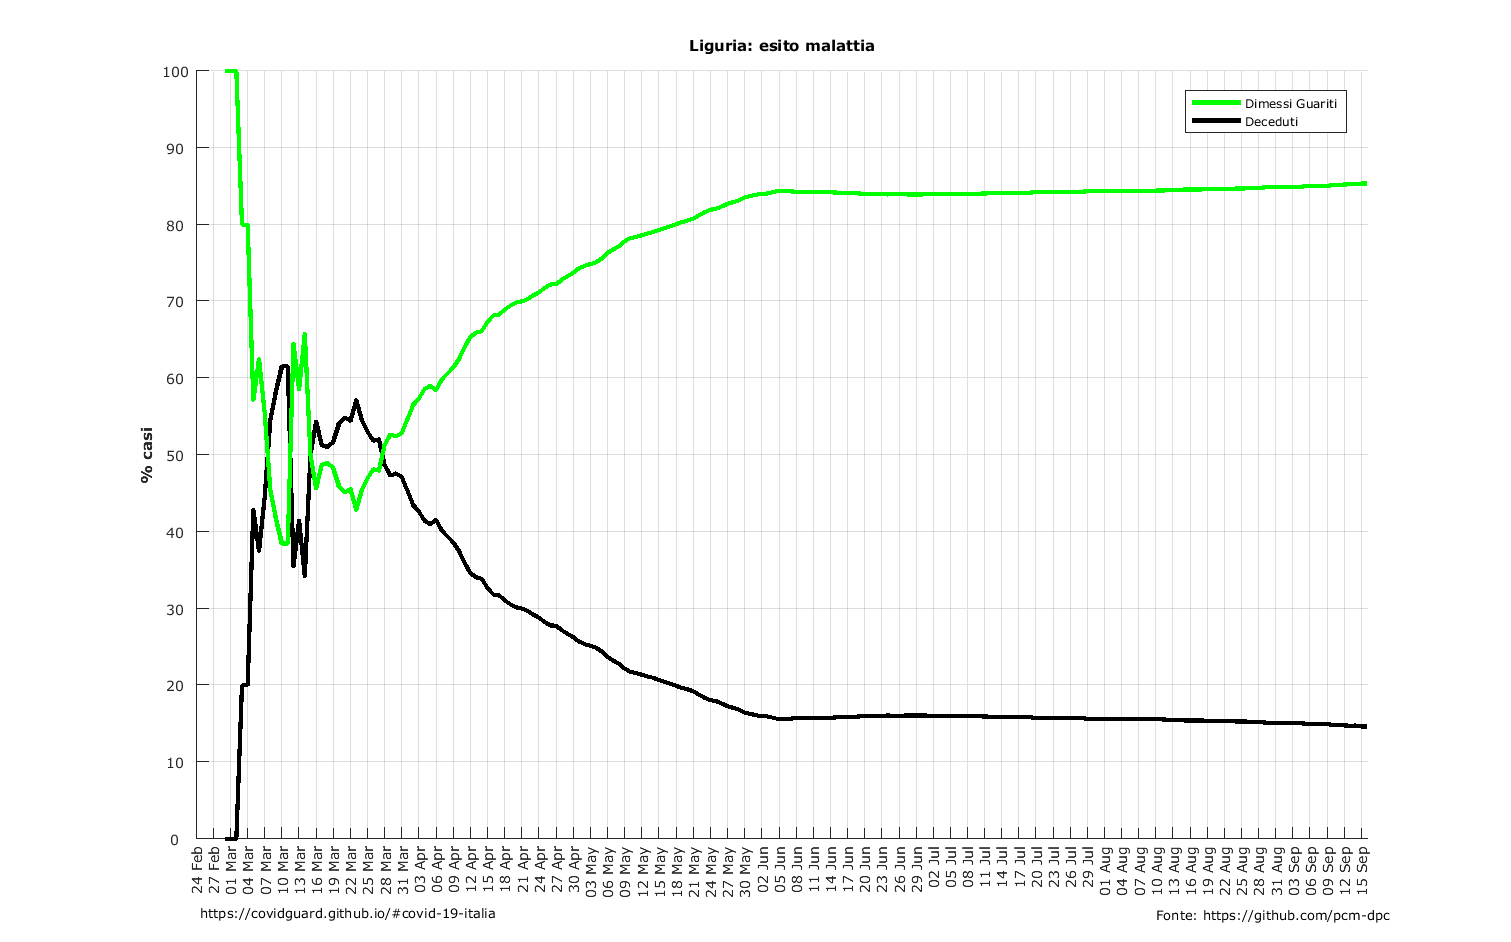 Liguria: esito malattia
100
90
80
70
60
50
40
30
20
10
0
% casi
Dimessi Guariti
Deceduti
24 Feb
27 Feb
01 Mar
04 Mar
07 Mar
10 Mar
13 Mar
16 Mar
19 Mar
22 Mar
25 Mar
28 Mar
31 Mar
03 Apr
06 Apr
09 Apr
12 Apr
15 Apr
18 Apr
21 Apr
24 Apr
27 Apr
30 Apr
03 May
06 May
09 May
12 May
15 May
18 May
21 May
24 May
27 May
30 May
02 Jun
05 Jun
08 Jun
11 Jun
14 Jun
17 Jun
20 Jun
23 Jun
26 Jun
29 Jun
02 Jul
05 Jul
08 Jul
11 Jul
14 Jul
17 Jul
20 Jul
23 Jul
26 Jul
29 Jul
01 Aug
04 Aug
07 Aug
10 Aug
13 Aug
16 Aug
19 Aug
22 Aug
25 Aug
28 Aug
31 Aug
03 Sep
06 Sep
09 Sep
12 Sep
15 Sep
https://covidguard.github.io/#covid-19-italia
Fonte: https://github.com/pcm-dpc